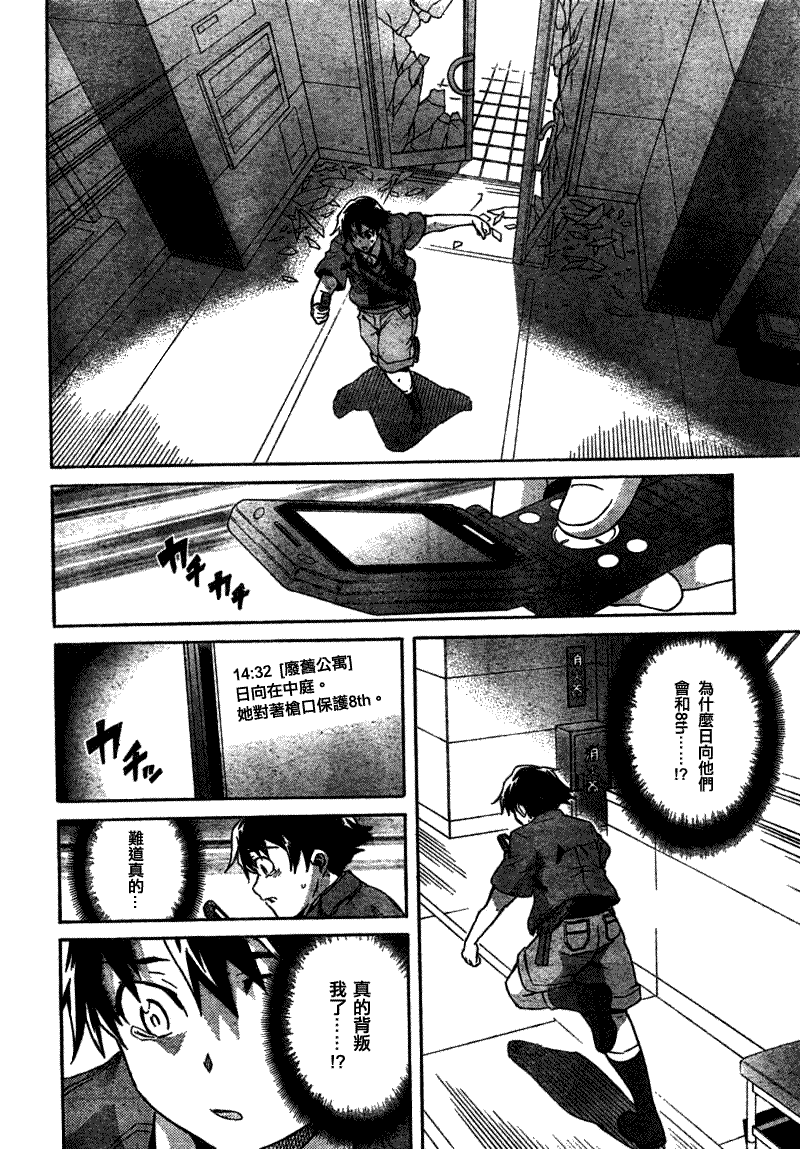 カチカチ
為什麼日向他們
會和8th……!?
14:32 [廢舊公寓]
日向在中庭。
她對著槍口保護8th。
カチッ
難道真的…
真的背叛
我了……!?